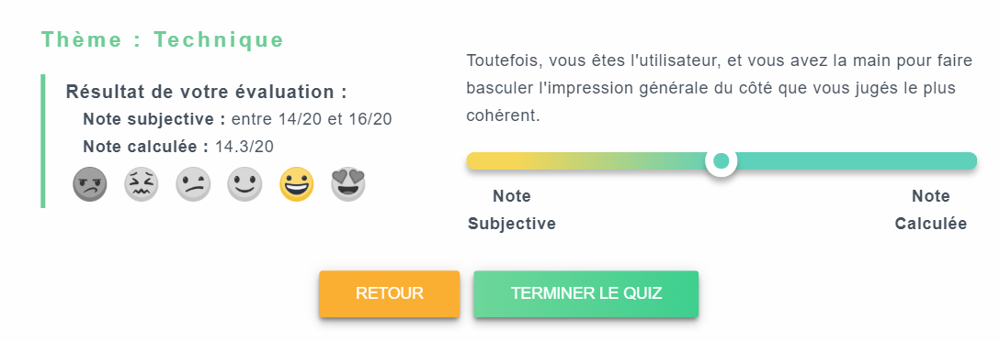 Thème : Technique
Résultat de votre évaluation :
Note subjective : entre 14/20 et 16/20
Note calculée : 14.3/20
Toutefois, vous êtes l'utilisateur, et vous avez la main pour faire
basculer l'impression générale du côté que vous jugés le plus
cohérent.
Note
Subjective
Note
Calculée
RETOUR
TERMINER LE QUIZ